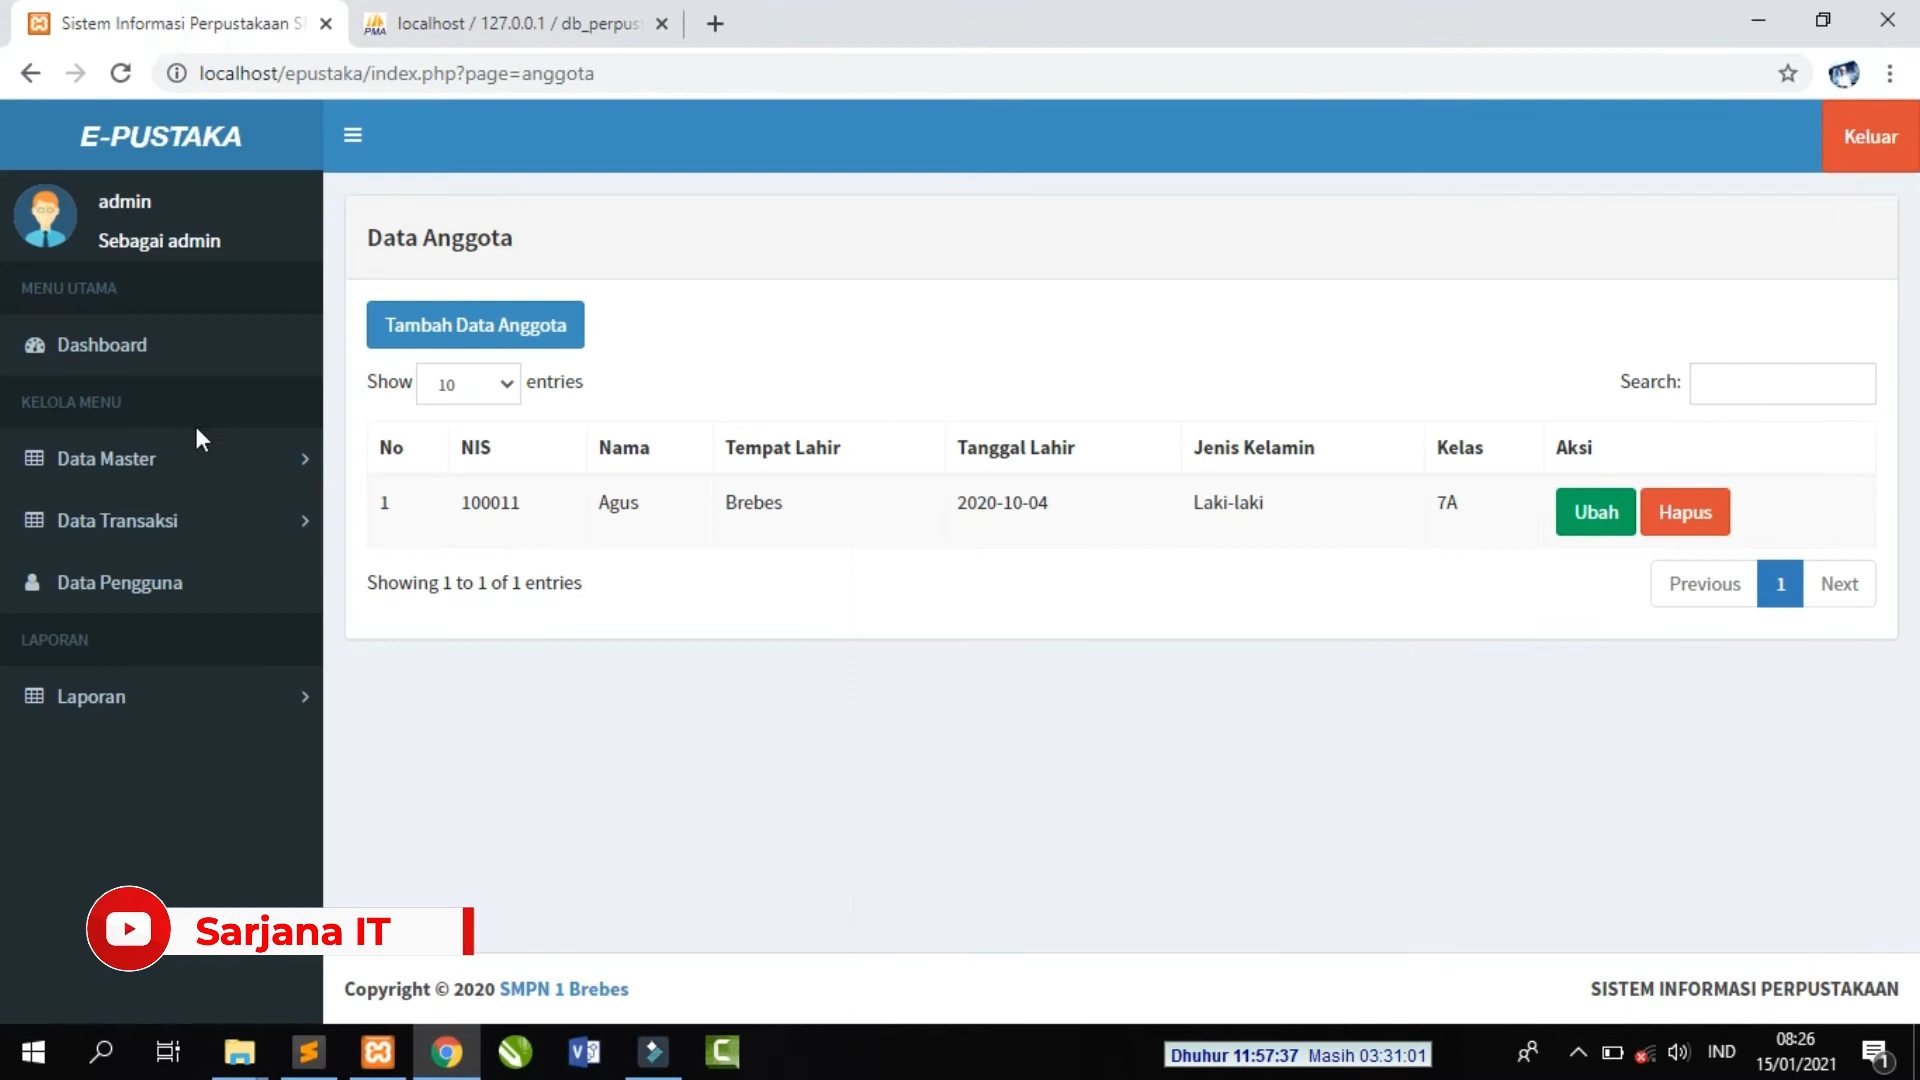 Sistem Informasi Perpustakaan S
localhost / 127.0.0.1 / db_perpus
localhost/epustaka/index.php?page=anggota
E-PUSTAKA
Keluar
admin
Sebagai admin
MENU UTAMA
Dashboard
KELOLA MENU
Data Master
Data Transaksi
Data Pengguna
LAPORAN
Laporan
Data Anggota
Tambah Data Anggota
Show 10 entries
Search:
No NIS Nama Tempat Lahir Tanggal Lahir Jenis Kelamin Kelas Aksi
1 100011 Agus Brebes 2020-10-04 Laki-laki 7A Ubah Hapus
Showing 1 to 1 of 1 entries
Previous 1 Next
Sarjana IT
Copyright © 2020 SMPN 1 Brebes
SISTEM INFORMASI PERPUSTAKAAN
Dhuhur 11:57:37 Masih 03:31:01
IND
08:26
15/01/2021
1
PMA